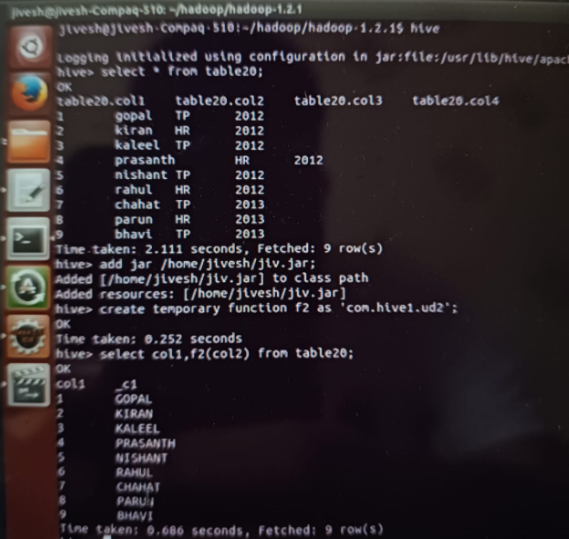 jivesh@jivesh-Compaq-510: ~/hadoop/hadoop-1.2.1
jivesh@jivesh-Compaq-510:~/hadoop/hadoop-1.2.1$ hive
Logging initialized using configuration in jar:file:/usr/lib/hive/apac
hive> select * from table20;
OK
table20.col1 table20.col2 table20.col3 table20.col4
1 gopal TP 2012
2 kiran HR 2012
3 kaleel TP 2012
4 prasanth HR 2012
5 nishant TP 2012
6 rahul HR 2012
7 chahat TP 2013
8 parun HR 2013
9 bhavi TP 2013
Time taken: 2.111 seconds, Fetched: 9 row(s)
hive> add jar /home/jivesh/jiv.jar;
Added [/home/jivesh/jiv.jar] to class path
Added resources: [/home/jivesh/jiv.jar]
hive> create temporary function f2 as 'com.hive1.ud2';
OK
Time taken: 0.252 seconds
hive> select col1,f2(col2) from table20;
OK
col1 _c1
1 GOPAL
2 KIRAN
3 KALEEL
4 PRASANTH
5 NISHANT
6 RAHUL
7 CHAHAT
8 PARUN
9 BHAVI
Time taken: 0.686 seconds, Fetched: 9 row(s)